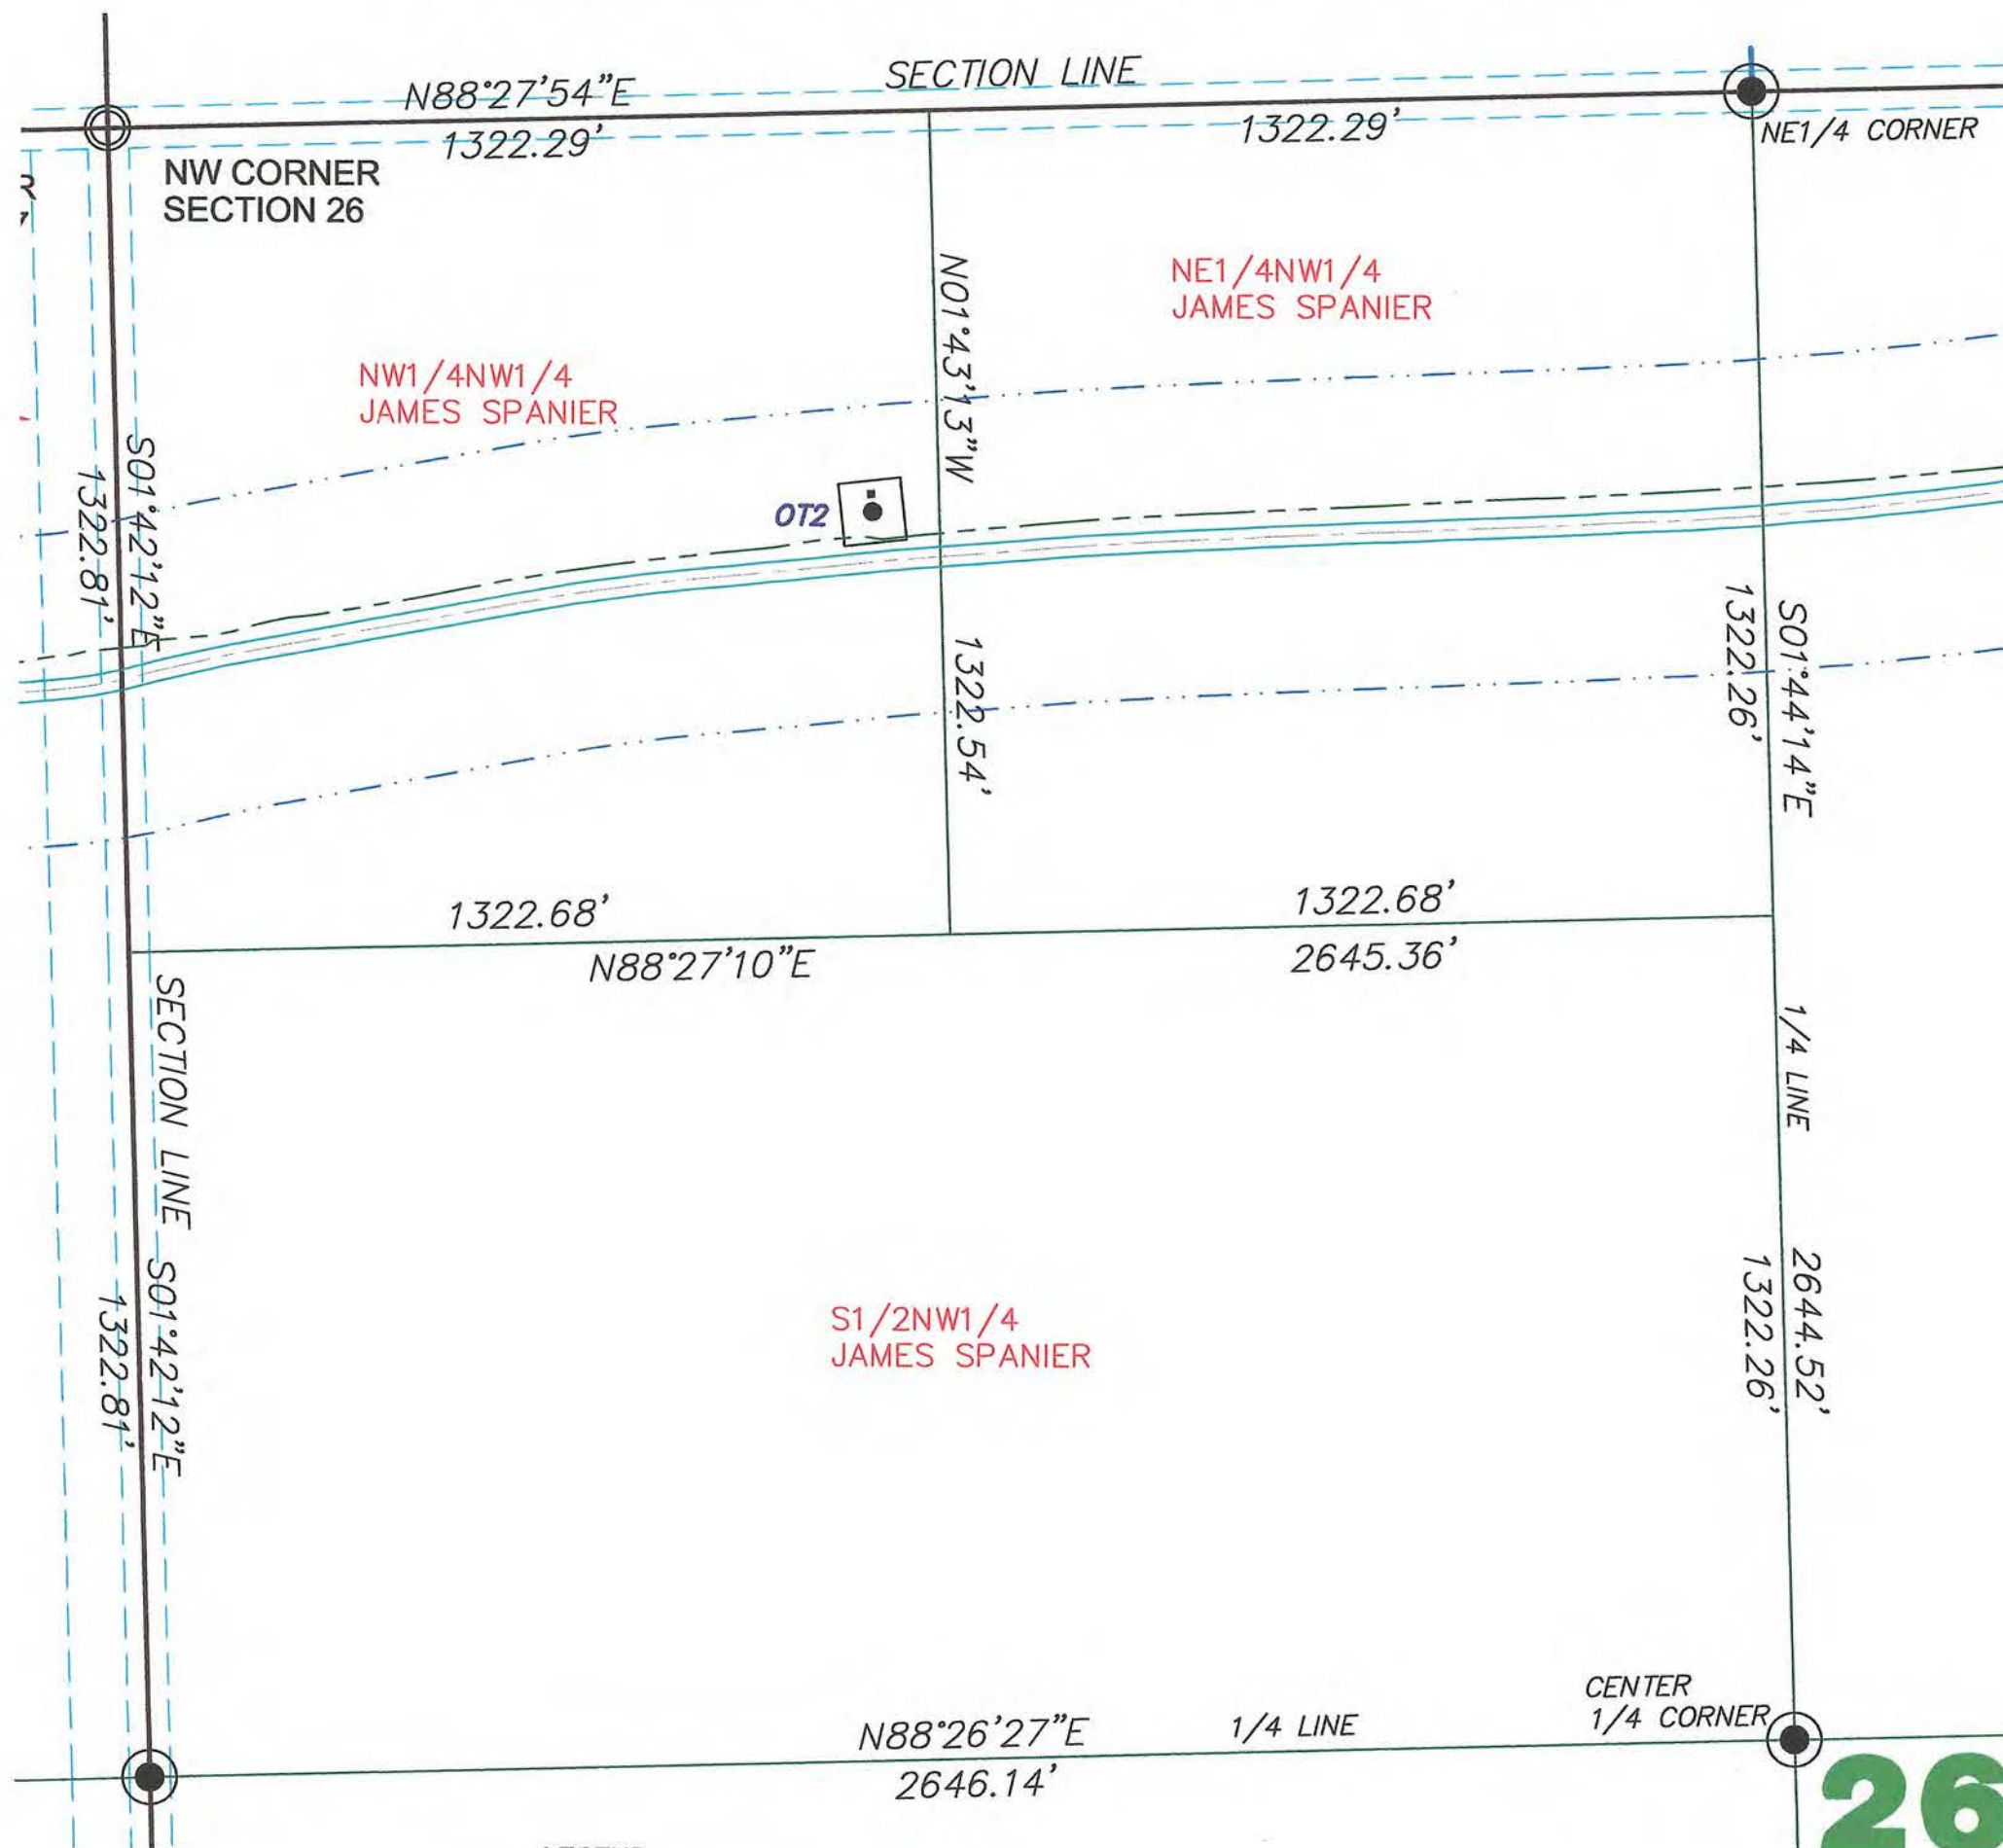 SECTION LINE
N88°27'54"E
1322.29'
1322.29'
NE1/4 CORNER
NW CORNER
SECTION 26
NE1/4NW1/4
JAMES SPANIER
N01°43'13"W
NW1/4NW1/4
JAMES SPANIER
S01°42'12"E
1322.81'
OT2
1322.54'
1322.26'
S01°44'14"E
1322.68'
1322.68'
N88°27'10"E
2645.36'
SECTION LINE
1/4 LINE
S01°42'12"E
1322.81'
S1/2NW1/4
JAMES SPANIER
2644.52'
1322.26'
CENTER
1/4 CORNER
N88°26'27"E
1/4 LINE
2646.14'
26